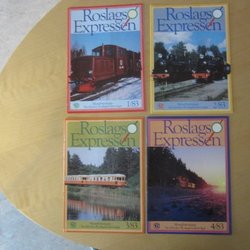 Roslags
Expressen
1/83
Roslags
Expressen
2/83
Roslags
Expressen
3/83
Roslags
Expressen
4/83